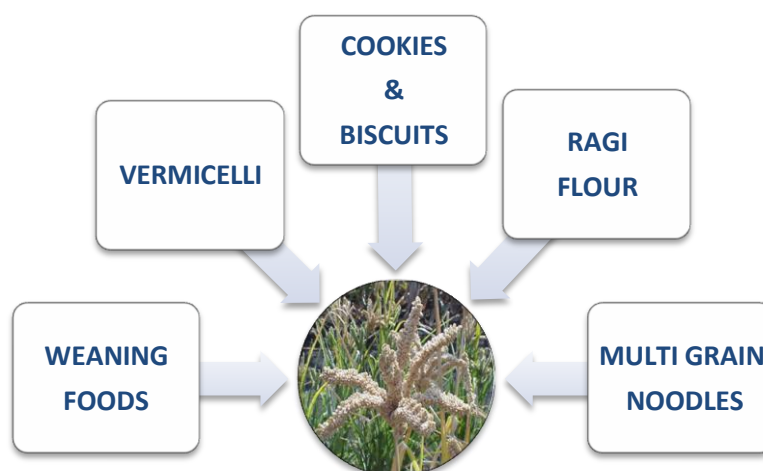 COOKIES
&
BISCUITS
VERMICELLI
RAGI
FLOUR
WEANING
FOODS
MULTI GRAIN
NOODLES